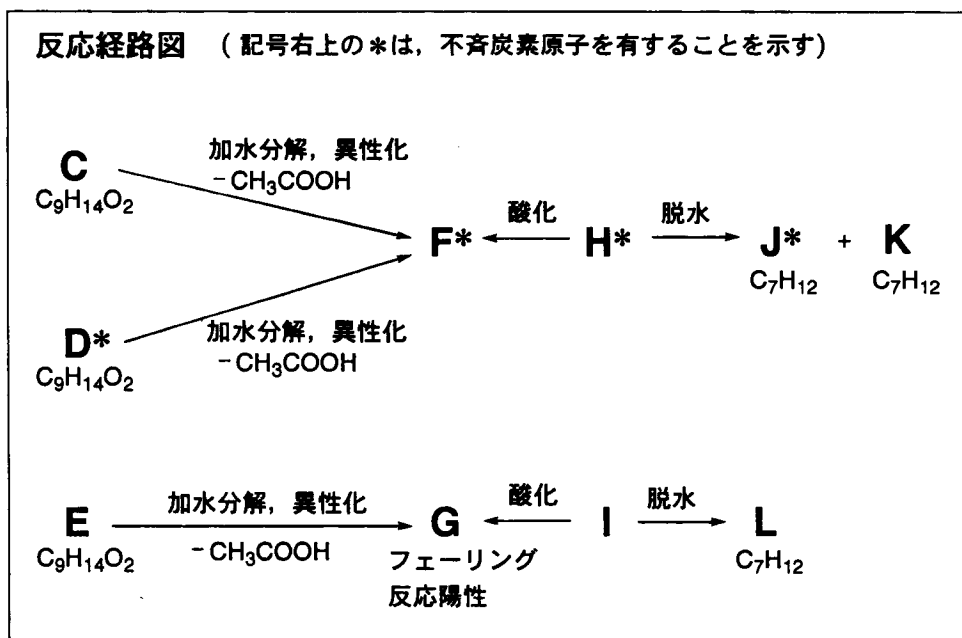 反応経路図 (記号右上の*は,不斉炭素原子を有することを示す)
C
C₉H₁₄O₂
加水分解,異性化
−CH₃COOH
F*
酸化
H*
脱水
J*
C₇H₁₂
+
K
C₇H₁₂
D*
C₉H₁₄O₂
加水分解,異性化
−CH₃COOH
E
C₉H₁₄O₂
加水分解,異性化
−CH₃COOH
G
フェーリング
反応陽性
酸化
I
脱水
L
C₇H₁₂